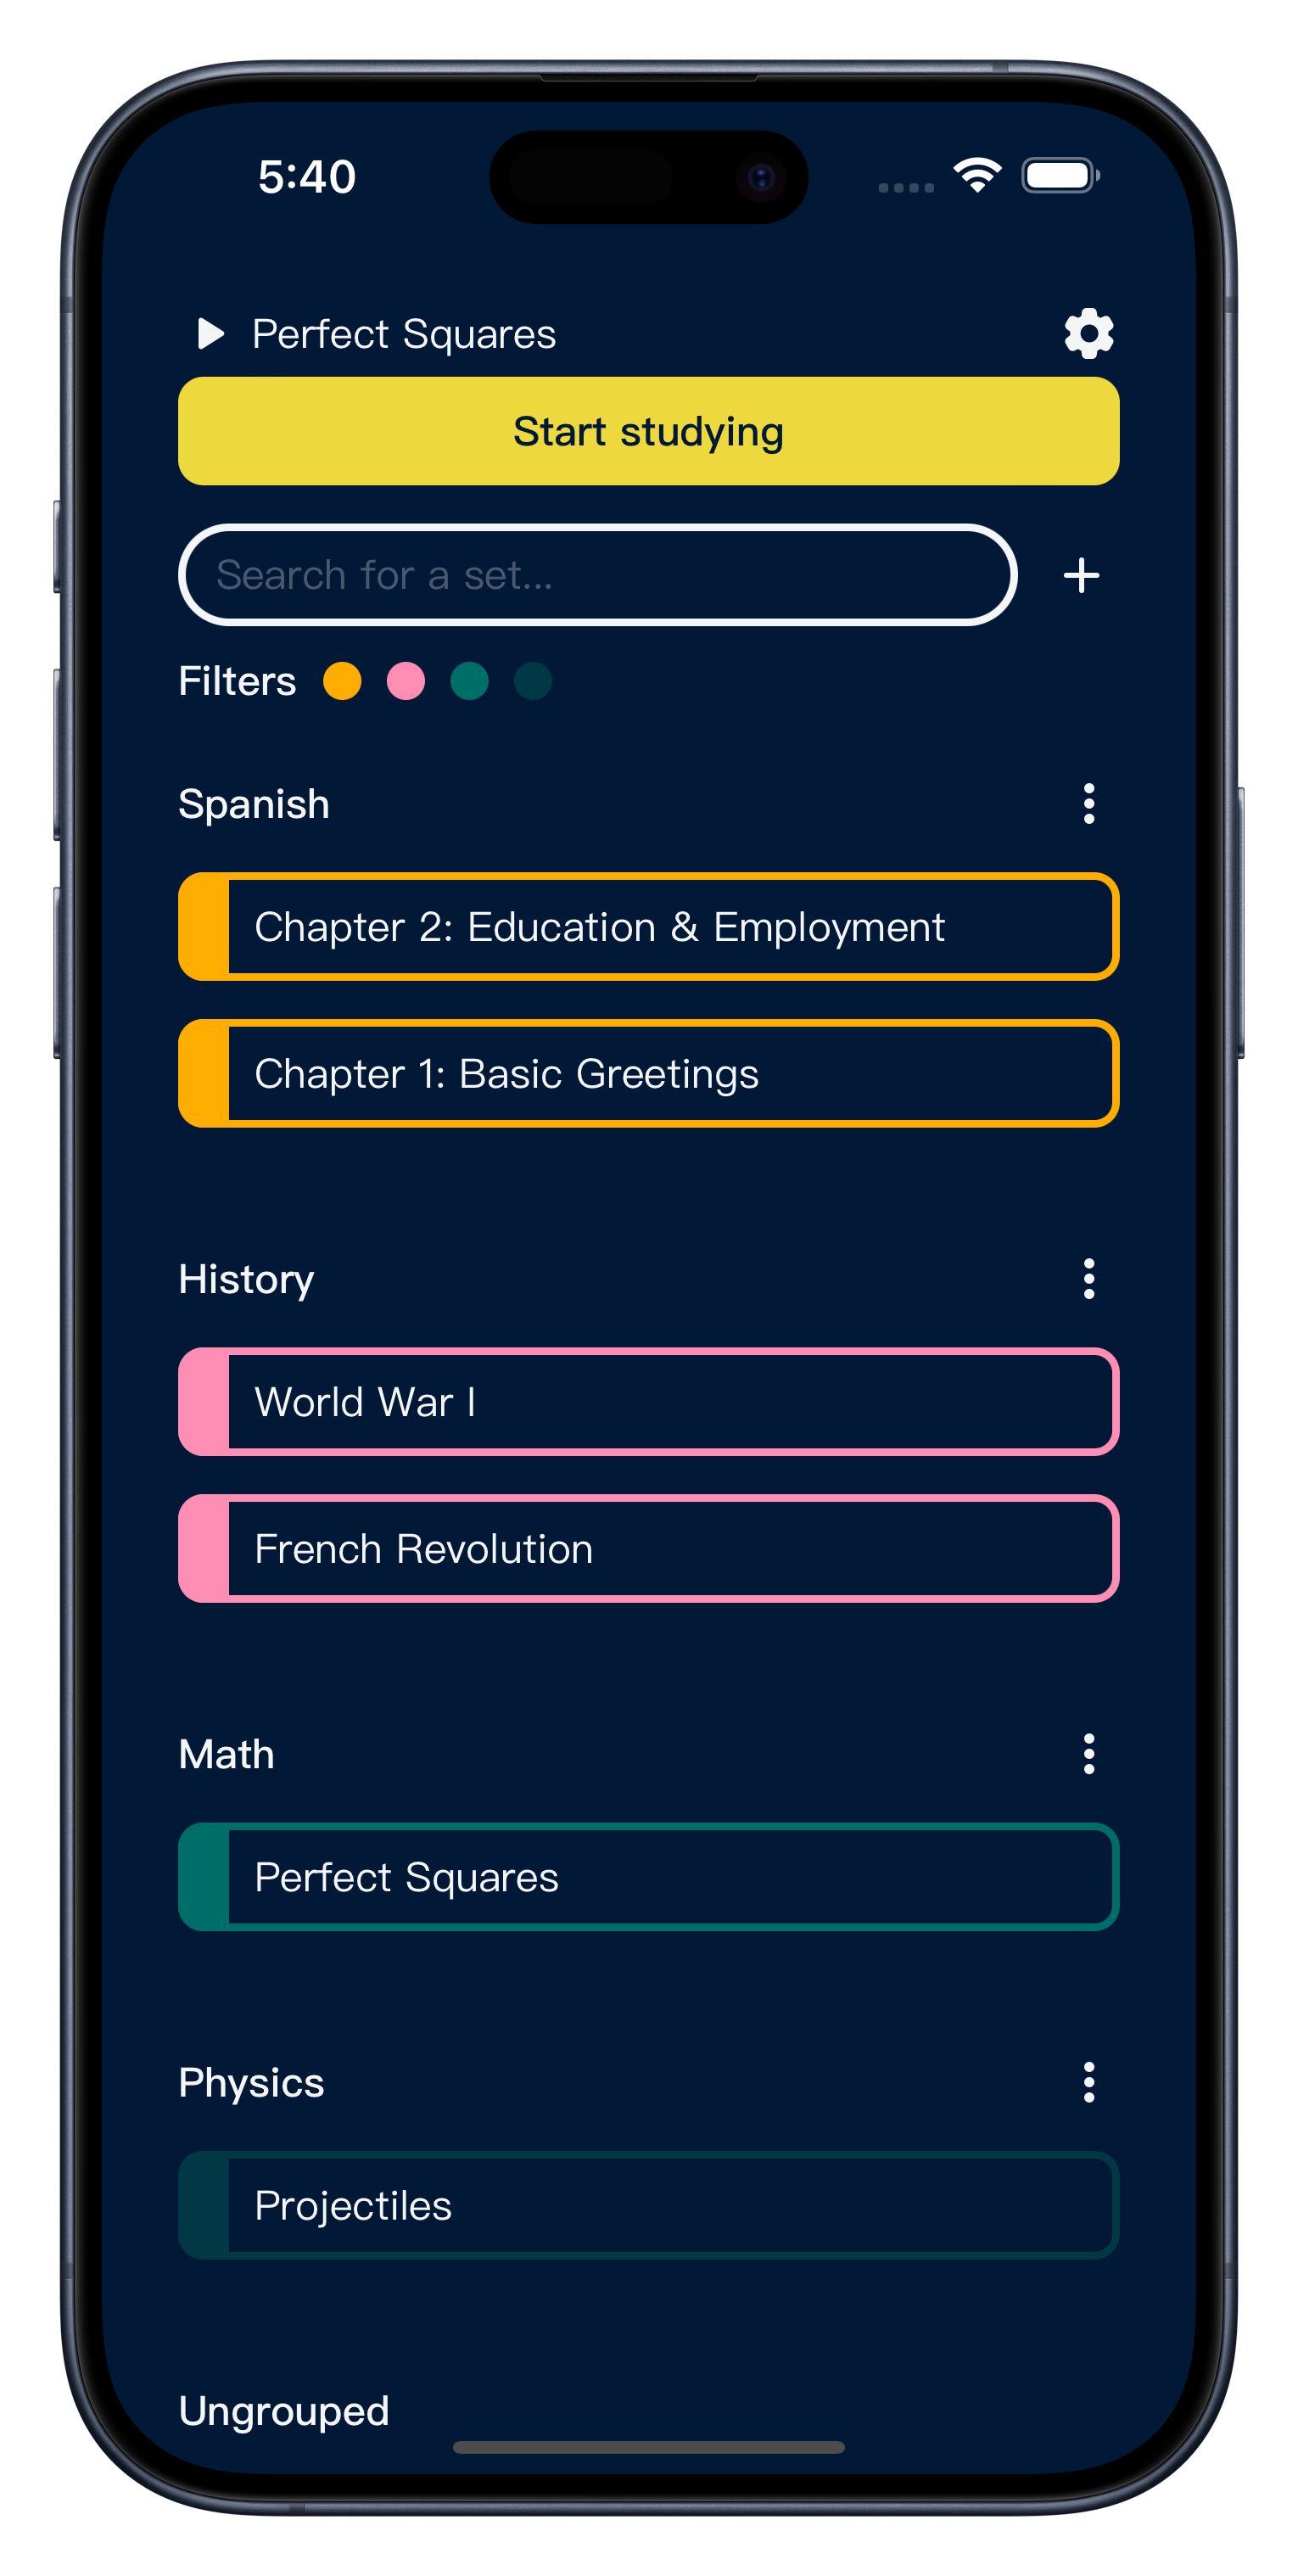 5:40
Perfect Squares
Start studying
Search for a set...
Filters
Spanish
Chapter 2: Education & Employment
Chapter 1: Basic Greetings
History
World War I
French Revolution
Math
Perfect Squares
Physics
Projectiles
Ungrouped